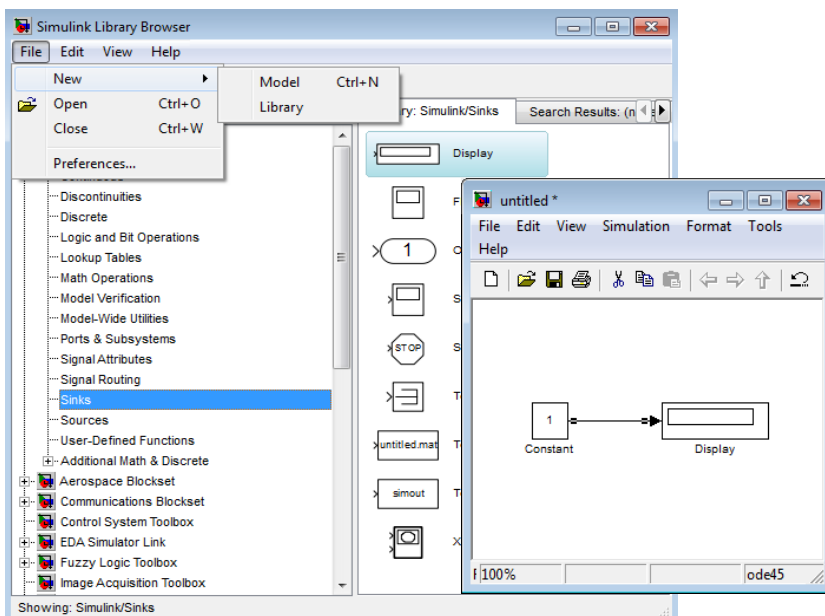 Simulink Library Browser
File Edit View Help
New
Open Ctrl+O
Close Ctrl+W
Preferences...
Model Ctrl+N
Library
ry: Simulink/Sinks
Search Results: (n
Discontinuities
Discrete
Logic and Bit Operations
Lookup Tables
Math Operations
Model Verification
Model-Wide Utilities
Ports & Subsystems
Signal Attributes
Signal Routing
Sinks
Sources
User-Defined Functions
Additional Math & Discrete
Aerospace Blockset
Communications Blockset
Control System Toolbox
EDA Simulator Link
Fuzzy Logic Toolbox
Image Acquisition Toolbox
Showing: Simulink/Sinks
Display
1
STOP
untitled.mat
simout
untitled *
File Edit View Simulation Format Tools
Help
1
Constant
Display
100%
ode45